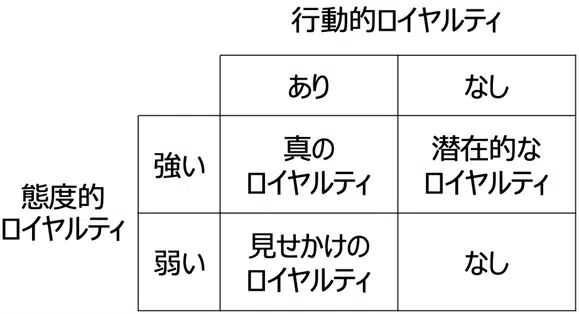 行動的ロイヤルティ
あり
なし
態度的
ロイヤルティ
強い
真の
ロイヤルティ
潜在的な
ロイヤルティ
弱い
見せかけの
ロイヤルティ
なし